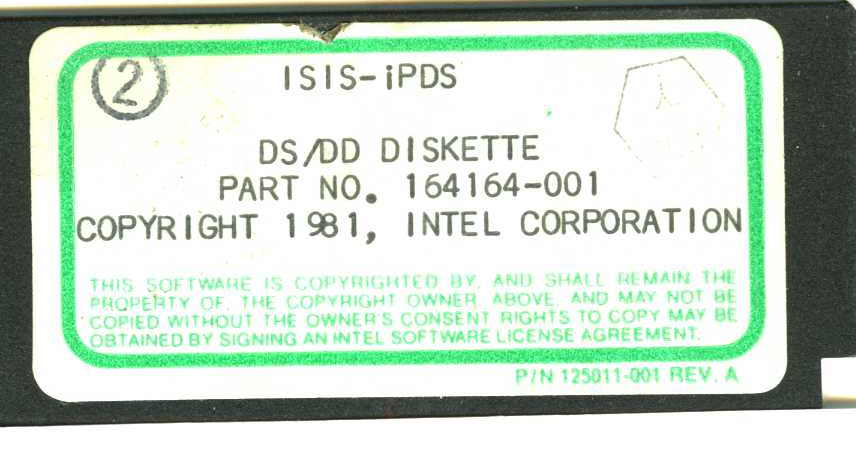 2
ISIS-iPDS
DS/DD DISKETTE
PART NO. 164164-001
COPYRIGHT 1981, INTEL CORPORATION
THIS SOFTWARE IS COPYRIGHTED BY, AND SHALL REMAIN THE
PROPERTY OF, THE COPYRIGHT OWNER ABOVE, AND MAY NOT BE
COPIED WITHOUT THE OWNER'S CONSENT RIGHTS TO COPY MAY BE
OBTAINED BY SIGNING AN INTEL SOFTWARE LICENSE AGREEMENT.
P/N 125011-001 REV. A